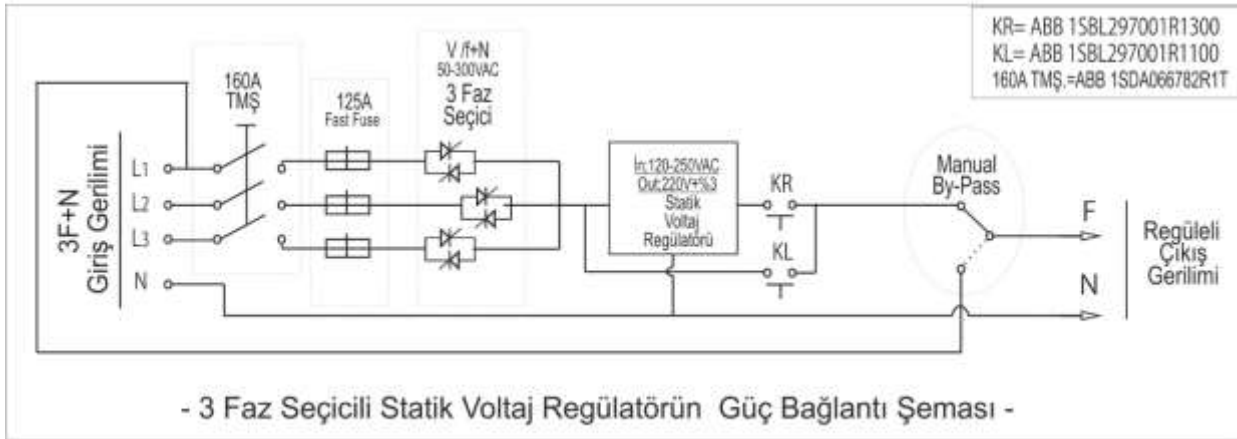 KR= ABB 1SBL297001R1300
KL= ABB 1SBL297001R1100
160A TMŞ.=ABB 1SDA066782R1T
V /f+N
50-300VAC
3 Faz
Seçici
160A
TMŞ
125A
Fast Fuse
3F+N
Giriş Gerilimi
L1
L2
L3
N
İn:120-250VAC
Out:220V+%3
Statik
Voltaj
Regülatörü
KR
KL
Manual
By-Pass
F
N
Regüleli
Çıkış
Gerilimi
- 3 Faz Seçicili Statik Voltaj Regülatörün Güç Bağlantı Şeması -